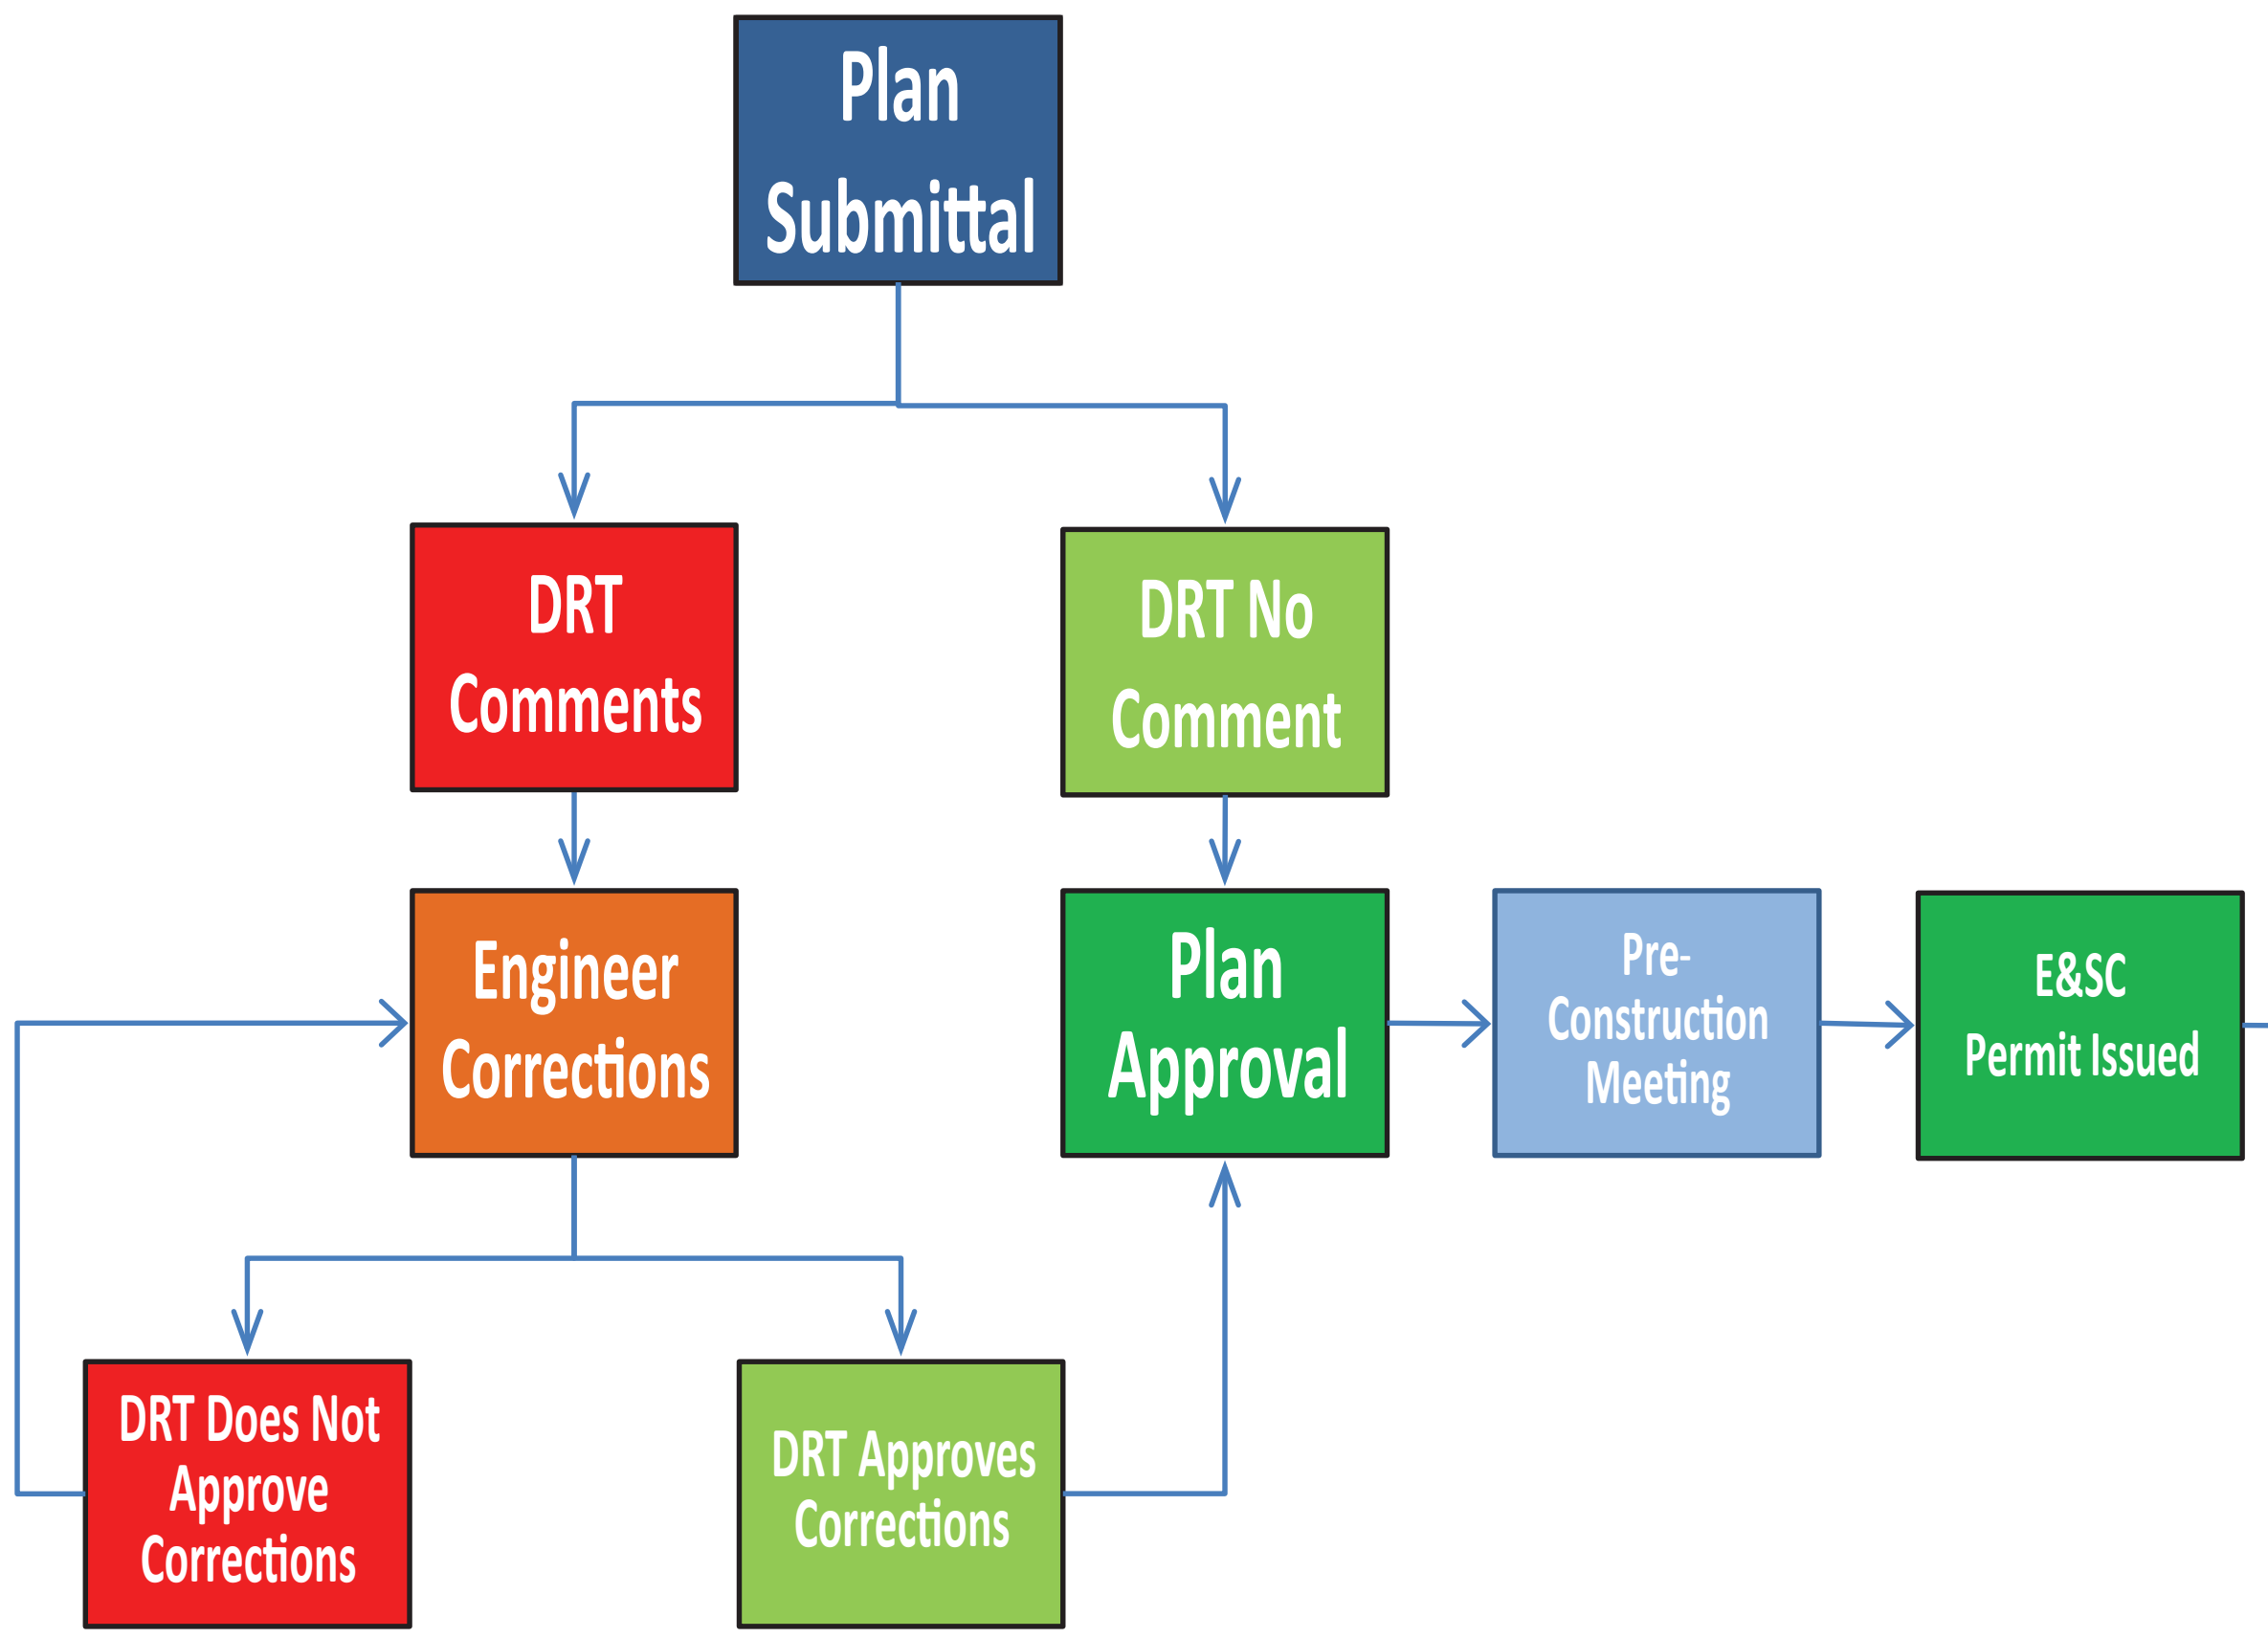 Plan
Submittal
DRT
Comments
DRT No
Comment
Engineer
Corrections
Plan
Approval
Pre-
Construction
Meeting
E&SC
Permit Issued
DRT Does Not
Approve
Corrections
DRT Approves
Corrections